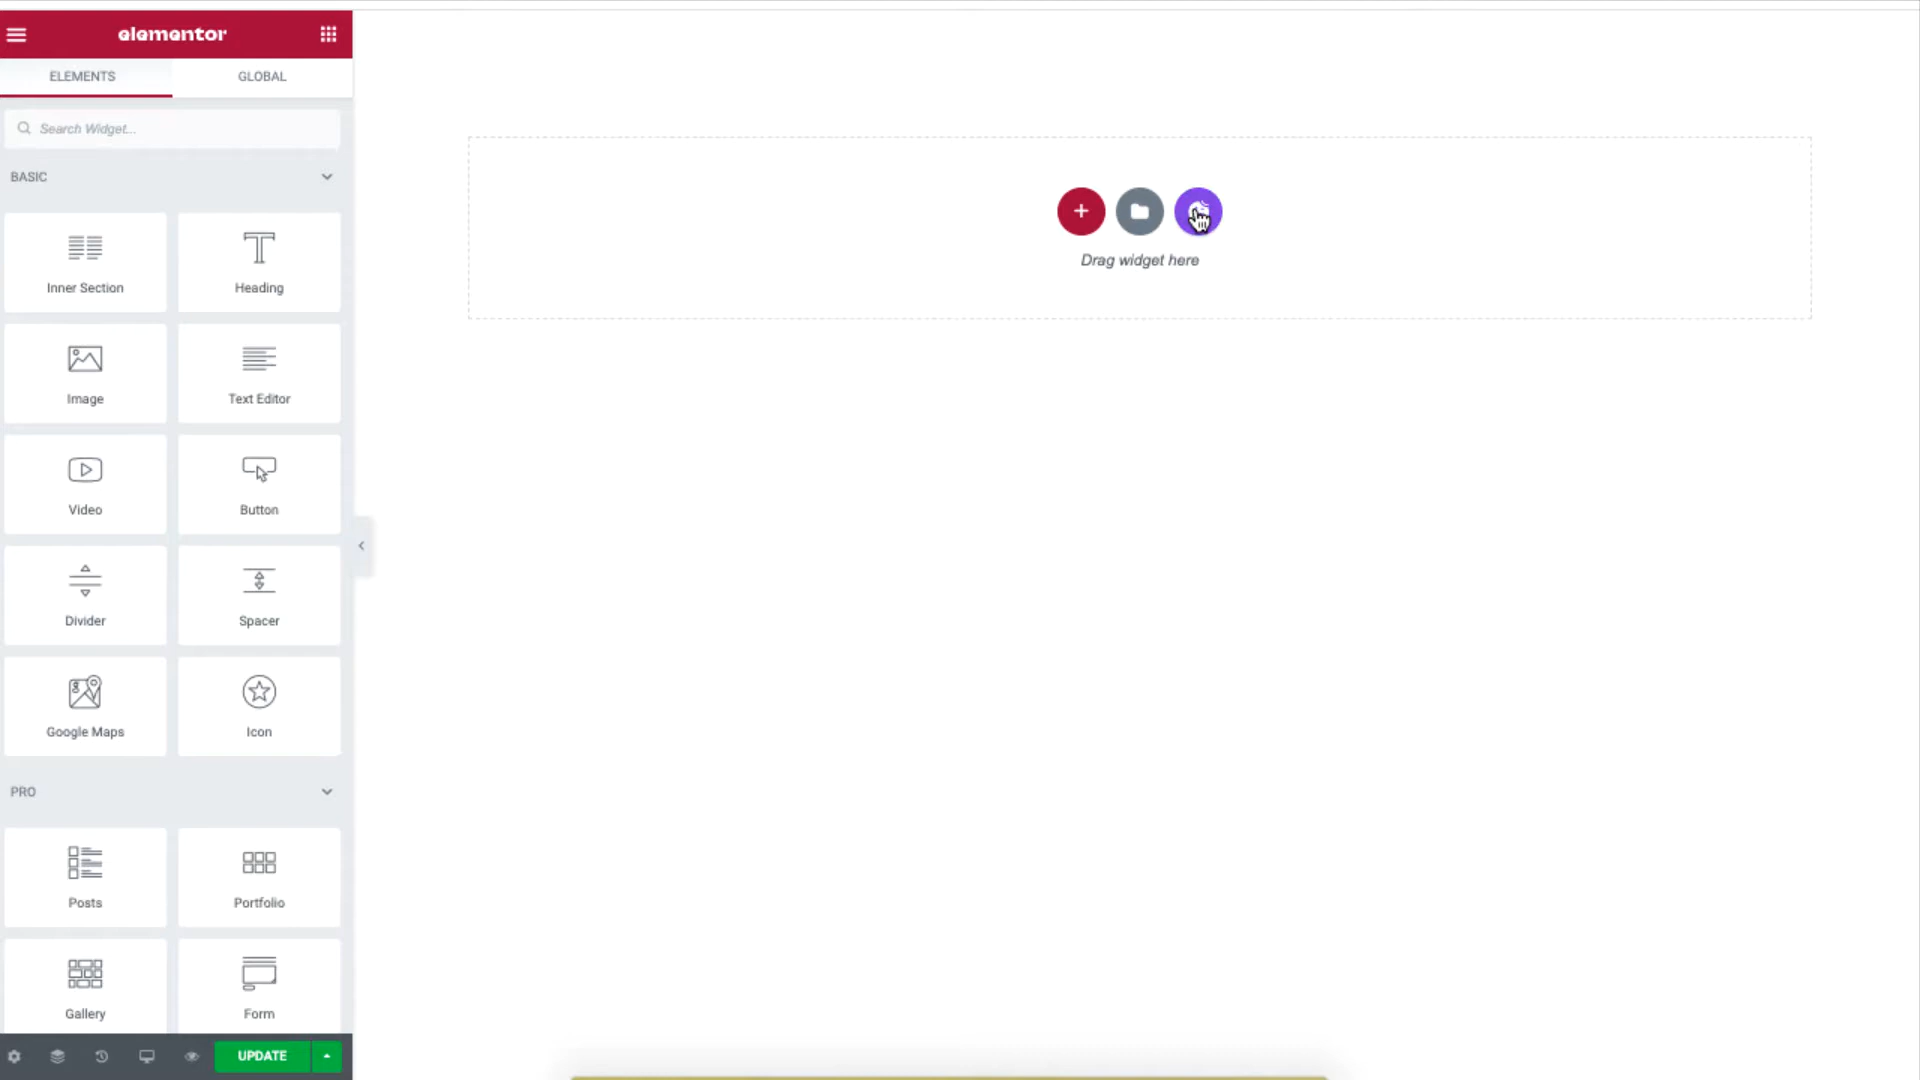 elementor
ELEMENTS
GLOBAL
Search Widget...
BASIC
Inner Section
Heading
Image
Text Editor
Video
Button
Divider
Spacer
Google Maps
Icon
PRO
Posts
Portfolio
Gallery
Form
UPDATE
Drag widget here